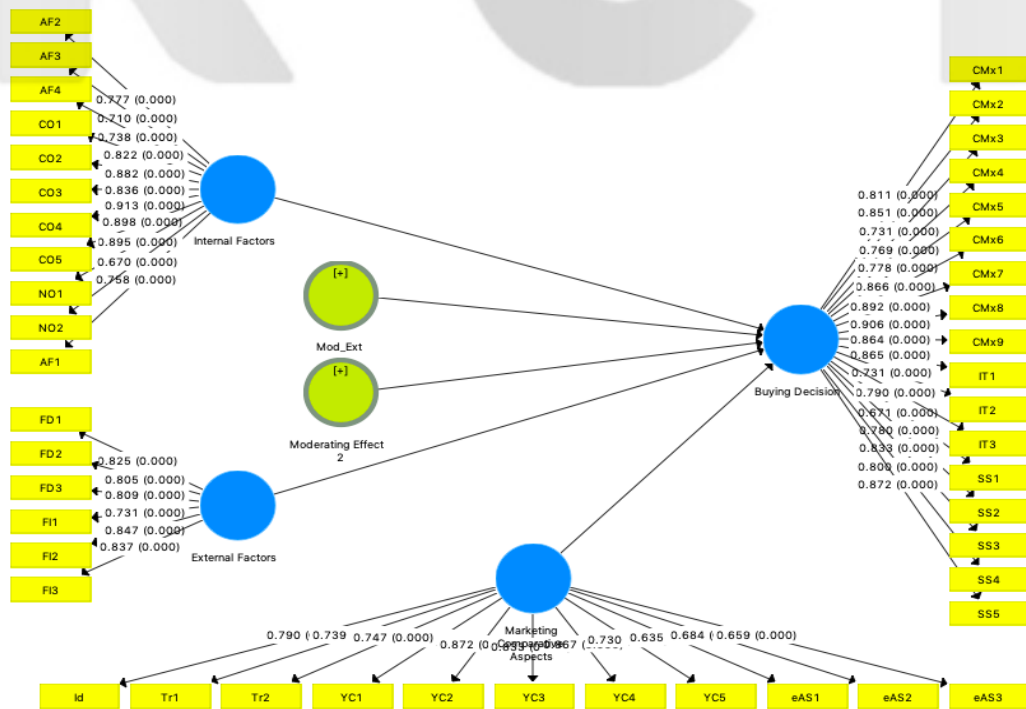 AF2
AF3
AF4
CO1
CO2
CO3
CO4
CO5
NO1
NO2
AF1
0.777 (0.000)
0.710 (0.000)
0.738 (0.000)
0.822 (0.000)
0.882 (0.000)
0.836 (0.000)
0.913 (0.000)
0.898 (0.000)
0.895 (0.000)
0.670 (0.000)
0.758 (0.000)
Internal Factors
[+]
Mod_Ext
[+]
Moderating Effect
2
FD1
FD2
FD3
FI1
FI2
FI3
0.825 (0.000)
0.805 (0.000)
0.809 (0.000)
0.731 (0.000)
0.847 (0.000)
0.837 (0.000)
External Factors
Buying Decision
0.811 (0.000)
0.851 (0.000)
0.731 (0.000)
0.769 (0.000)
0.778 (0.000)
0.866 (0.000)
0.892 (0.000)
0.906 (0.000)
0.864 (0.000)
0.865 (0.000)
0.731 (0.000)
0.790 (0.000)
0.671 (0.000)
0.780 (0.000)
0.833 (0.000)
0.800 (0.000)
0.872 (0.000)
CMx1
CMx2
CMx3
CMx4
CMx5
CMx6
CMx7
CMx8
CMx9
IT1
IT2
IT3
SS1
SS2
SS3
SS4
SS5
Marketing
Aspects
0.790 ( 0.739 0.747 (0.000) 0.872 (0 0.730 0.635 0.684 ( 0.659 (0.000)
Id Tr1 Tr2 YC1 YC2 YC3 YC4 YC5 eAS1 eAS2 eAS3